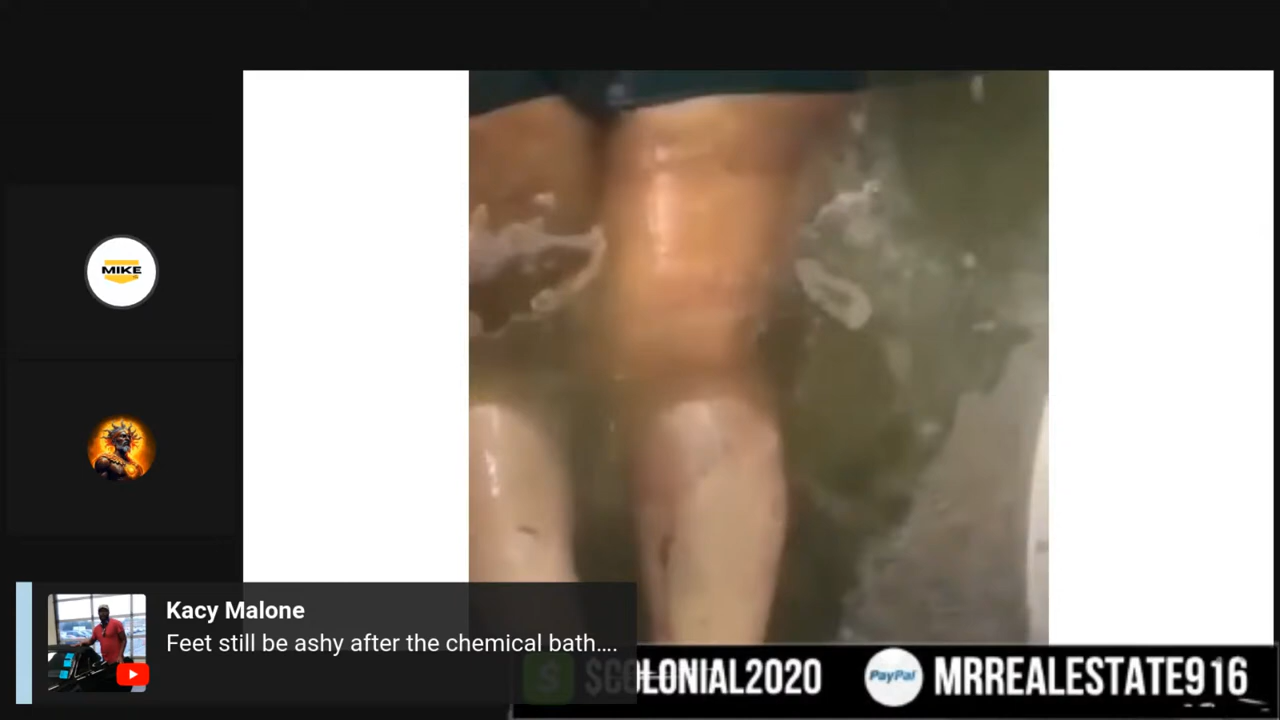 MIKE
Kacy Malone
Feet still be ashy after the chemical bath....
$COLONIAL2020
PayPal
MRREALESTATE916